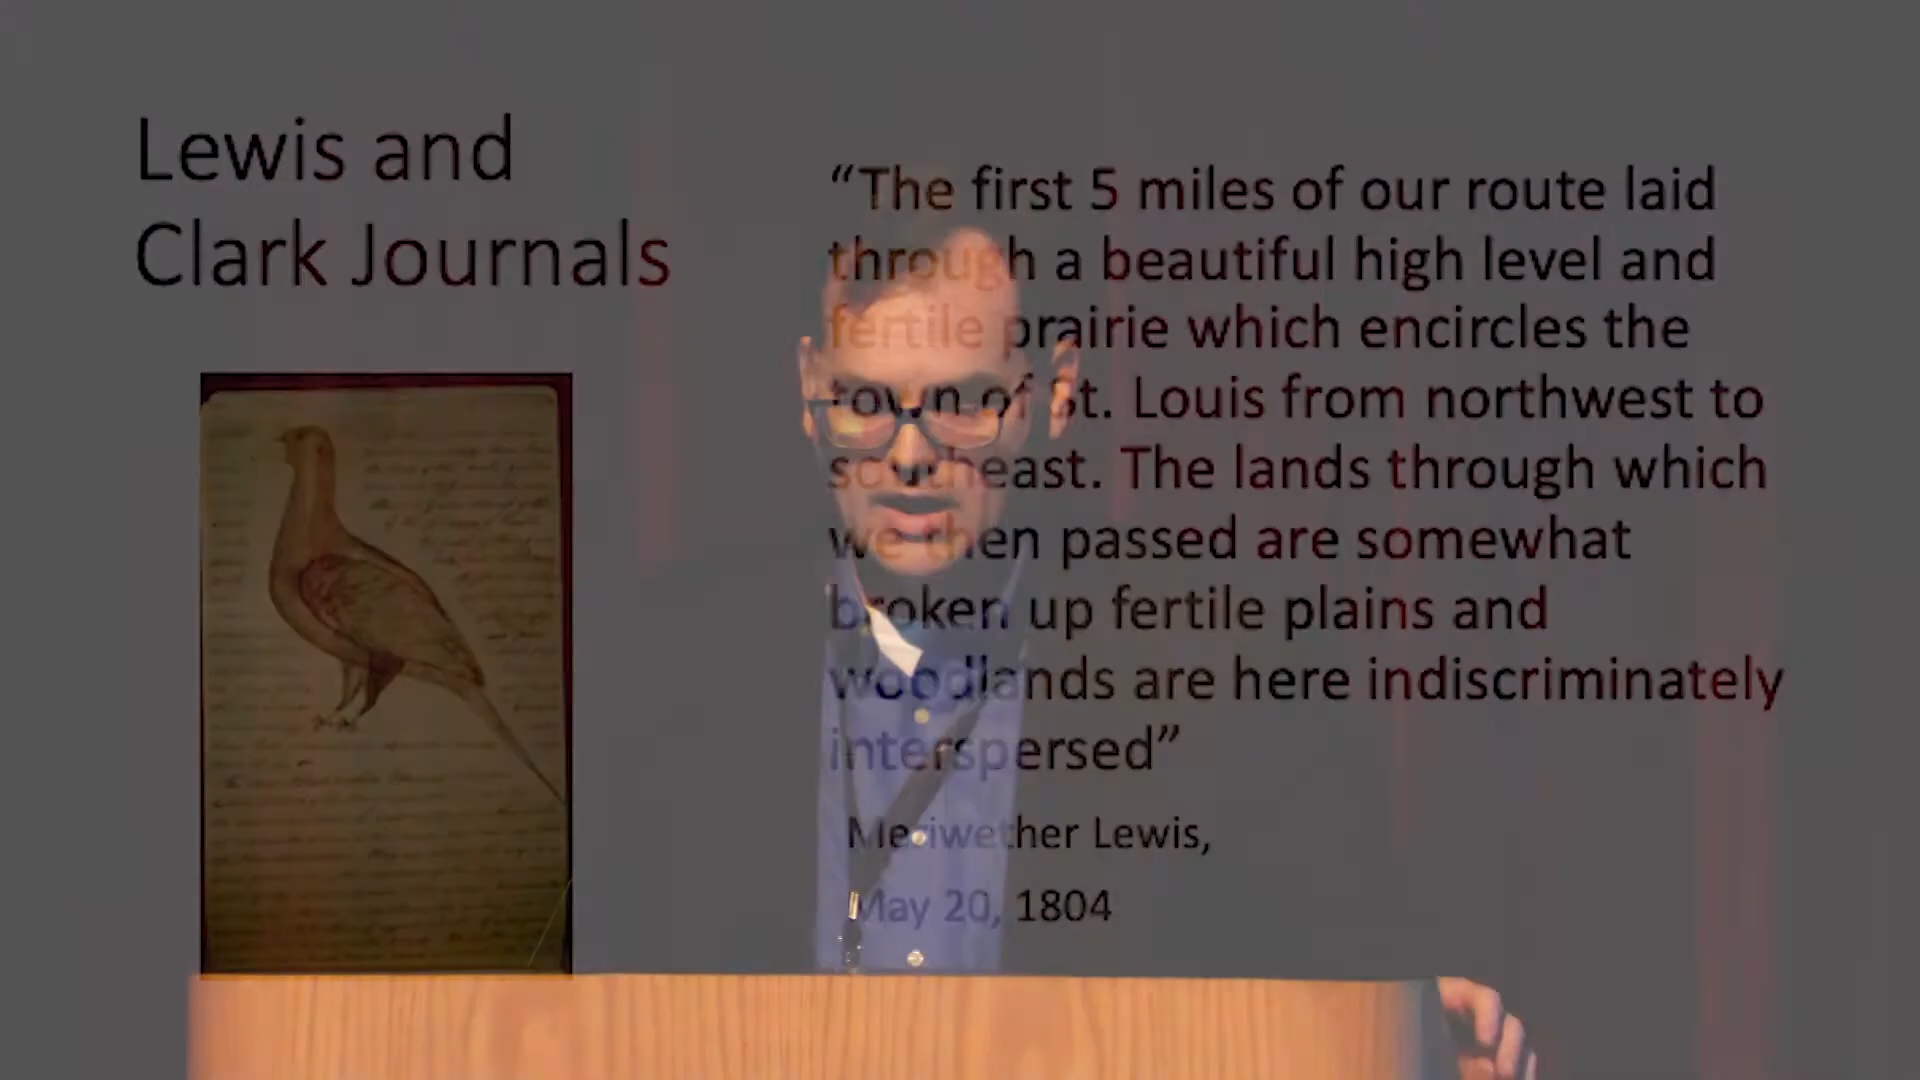 Lewis and
Clark Journals
“The first 5 miles of our route laid
through a beautiful high level and
fertile prairie which encircles the
town of St. Louis from northwest to
southeast. The lands through which
we then passed are somewhat
broken up fertile plains and
woodlands are here indiscriminately
interspersed”
Meriwether Lewis,
May 20, 1804